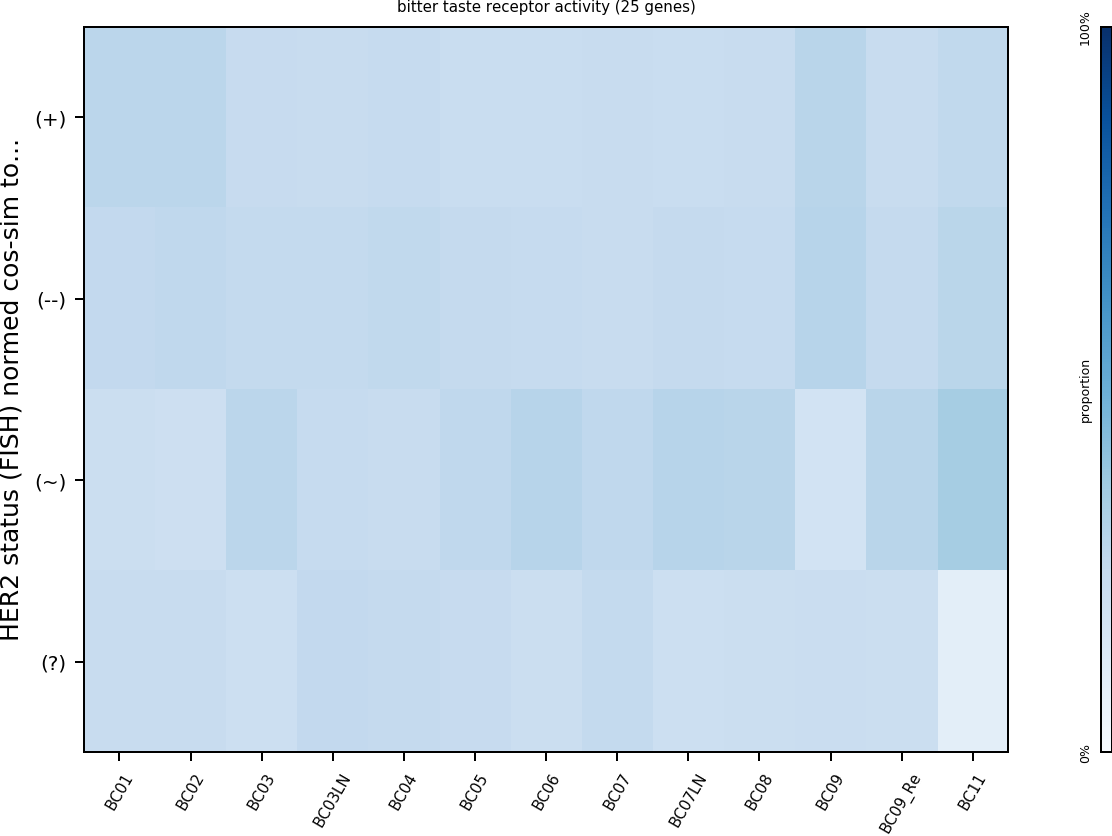 bitter taste receptor activity (25 genes)
HER2 status (FISH) normed cos-sim to...
(+)
(--)
(~)
(?)
BC01
BC02
BC03
BC03LN
BC04
BC05
BC06
BC07
BC07LN
BC08
BC09
BC09_Re
BC11
100%
proportion
0%